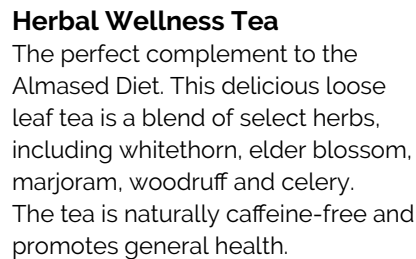 Herbal Wellness Tea
The perfect complement to the
Almased Diet. This delicious loose
leaf tea is a blend of select herbs,
including whitethorn, elder blossom,
marjoram, woodruff and celery.
The tea is naturally caffeine-free and
promotes general health.